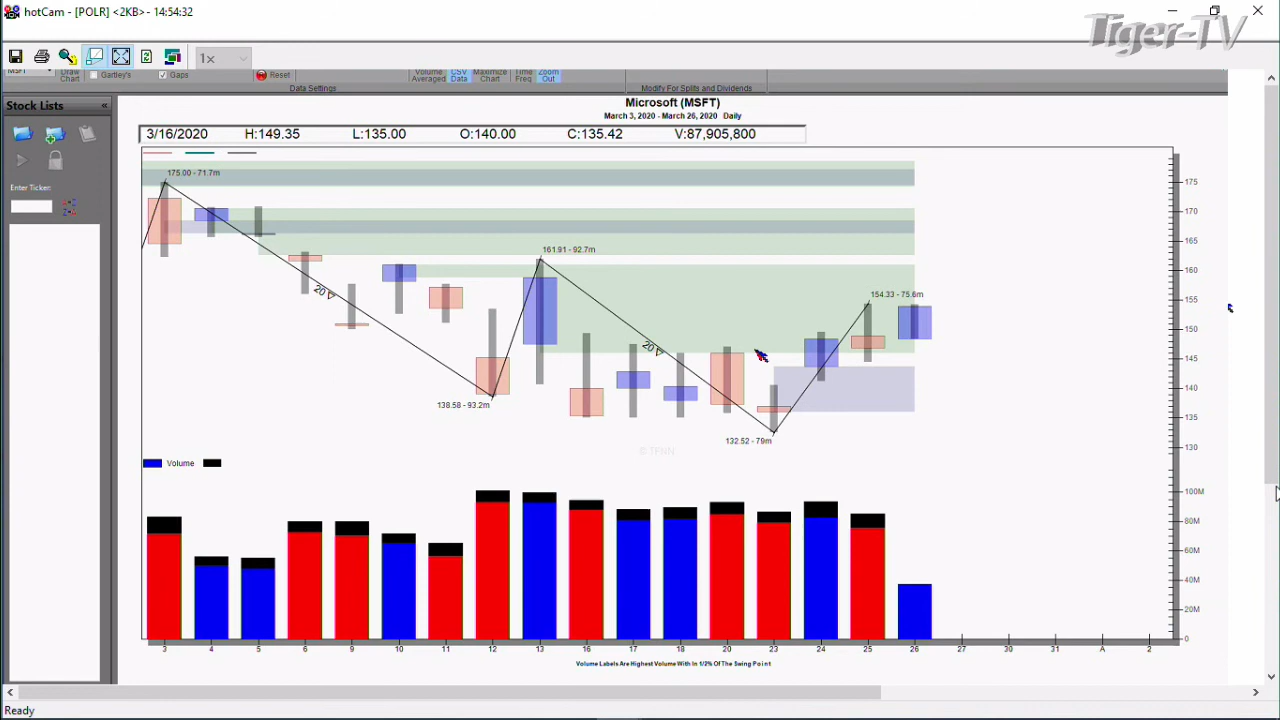 hotCam - [POLR] <2KB> - 14:54:32
Tiger-TV
1x
MSFT
Draw Chart
Gartley's
Gaps
Reset
Volume Averaged
CSV Data
Maximize Chart
Time Freq
Zoom Out
Data Settings
Modify For Splits and Dividends
Stock Lists
Microsoft (MSFT)
March 3, 2020 - March 26, 2020 Daily
3/16/2020 H:149.35 L:135.00 O:140.00 C:135.42 V:87,905,800
Enter Ticker:
175.00 - 71.7m
161.91 - 92.7m
154.33 - 75.6m
20
20
138.58 - 93.2m
132.52 - 79m
© TFNN
175
170
165
160
155
150
145
140
135
130
Volume
100M
80M
60M
40M
20M
0
3 4 5 6 9 10 11 12 13 16 17 18 20 23 24 25 26 27 30 31 A 2
Volume Labels Are Highest Volume With In 1/2% Of The Swing Point
Ready